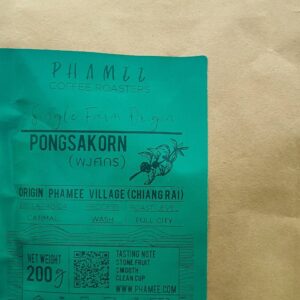 PHAMEE
COFFEE ROASTERS
Single Farm Origin
PONGSAKORN
(พงศกร)
ORIGIN PHAMEE VILLAGE (CHIANG RAI)
CATIMAL WASH FULL CITY
NET WEIGHT
200g
TASTING NOTE
STONE FRUIT
SMOOTH
CLEAN CUP
WWW.PHAMEE.COM